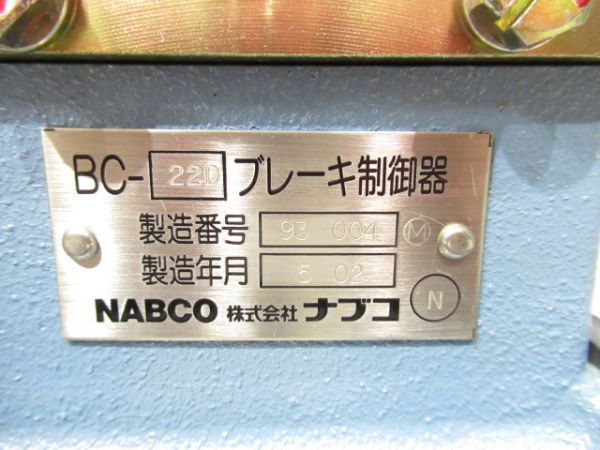 BC-22D ブレーキ制御器
製造番号 93 004 Ⓜ
製造年月 5 02
NABCO 株式会社 ナブコ Ⓝ